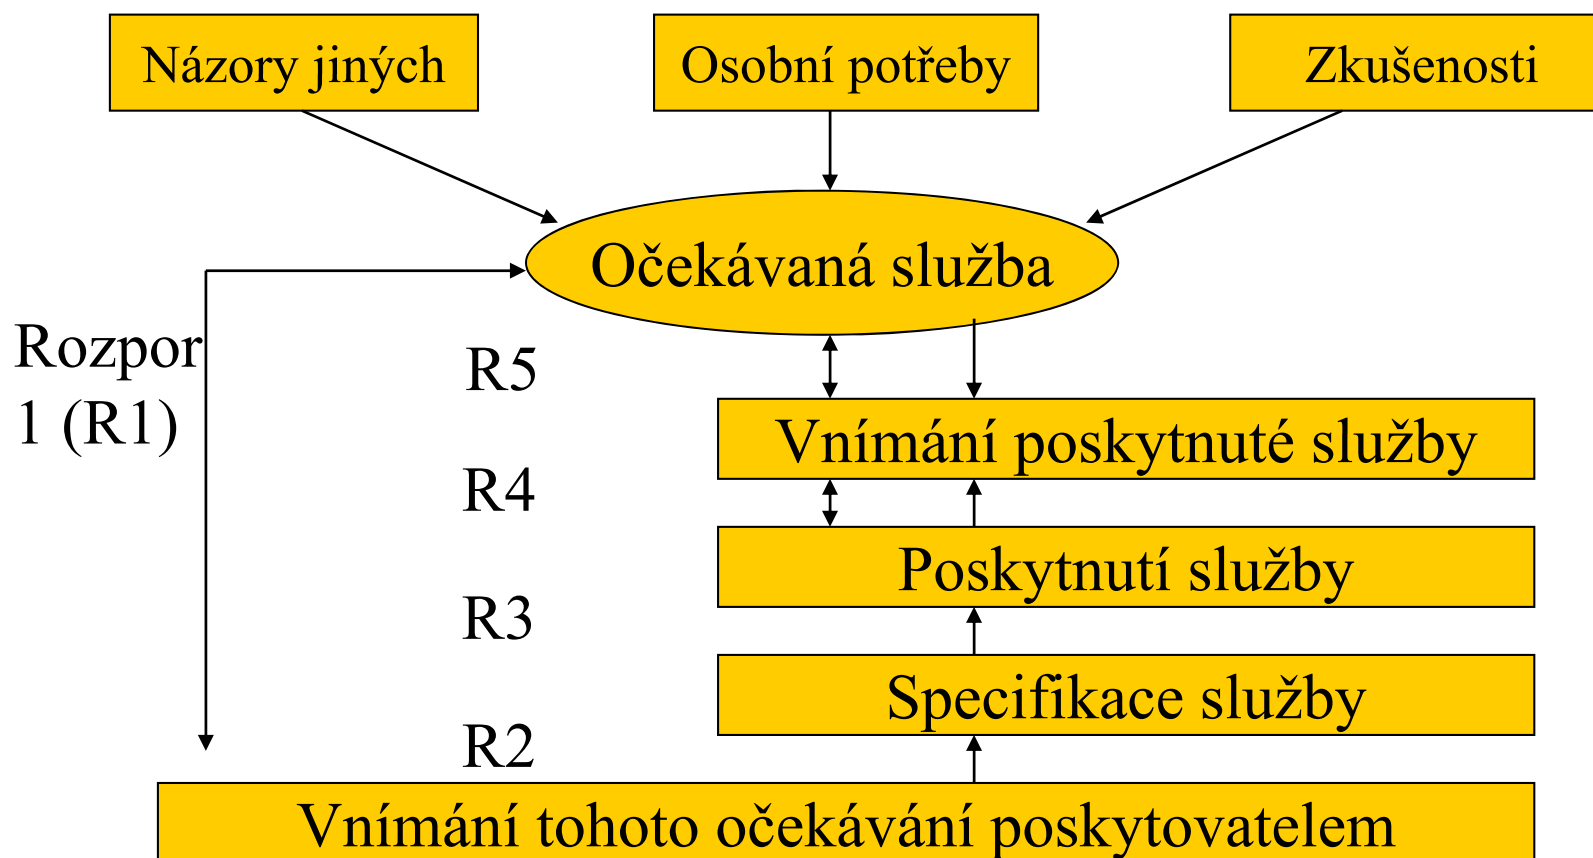 Názory jiných
Osobní potřeby
Zkušenosti
Očekávaná služba
Rozpor
1 (R1)
R5
Vnímání poskytnuté služby
R4
Poskytnutí služby
R3
Specifikace služby
R2
Vnímání tohoto očekávání poskytovatelem